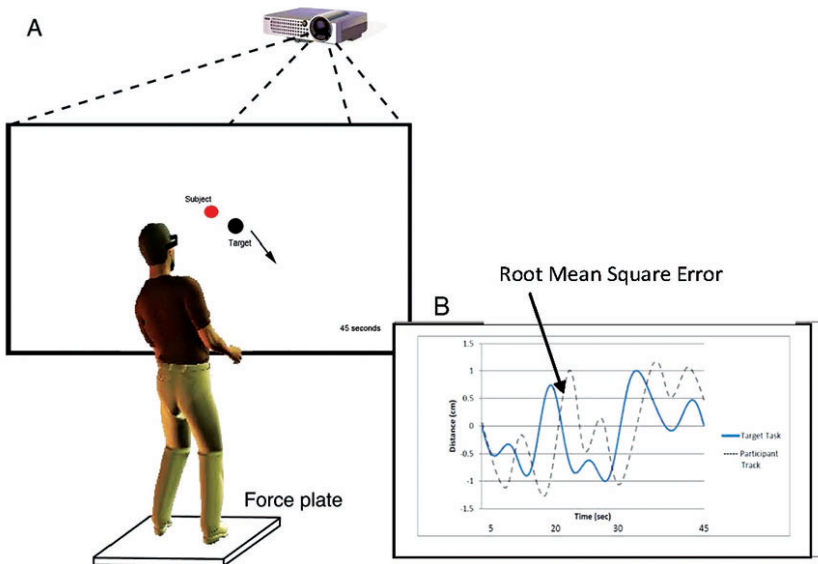 A
Subject
Target
45 seconds
Force plate
Root Mean Square Error
B
1.5
1
0.5
0
-0.5
-1
-1.5
Distance (cm)
Time (sec)
5 20 30 45
Target Task
Participant
Track